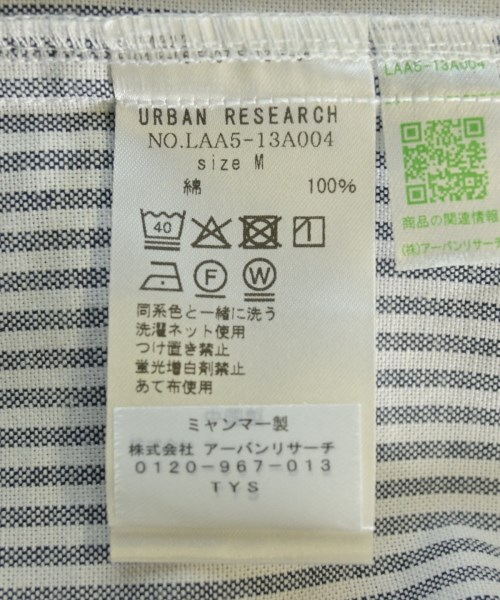 URBAN RESEARCH
NO.LAA5-13A004
size M
綿 100%
40
F
W
同系色と一緒に洗う
洗濯ネット使用
つけ置き禁止
蛍光増白剤禁止
あて布使用
ミャンマー製
株式会社 アーバンリサーチ
0120-967-013
TYS
LAA5-13A004
商品の関連情報
(株)アーバンリサーチ